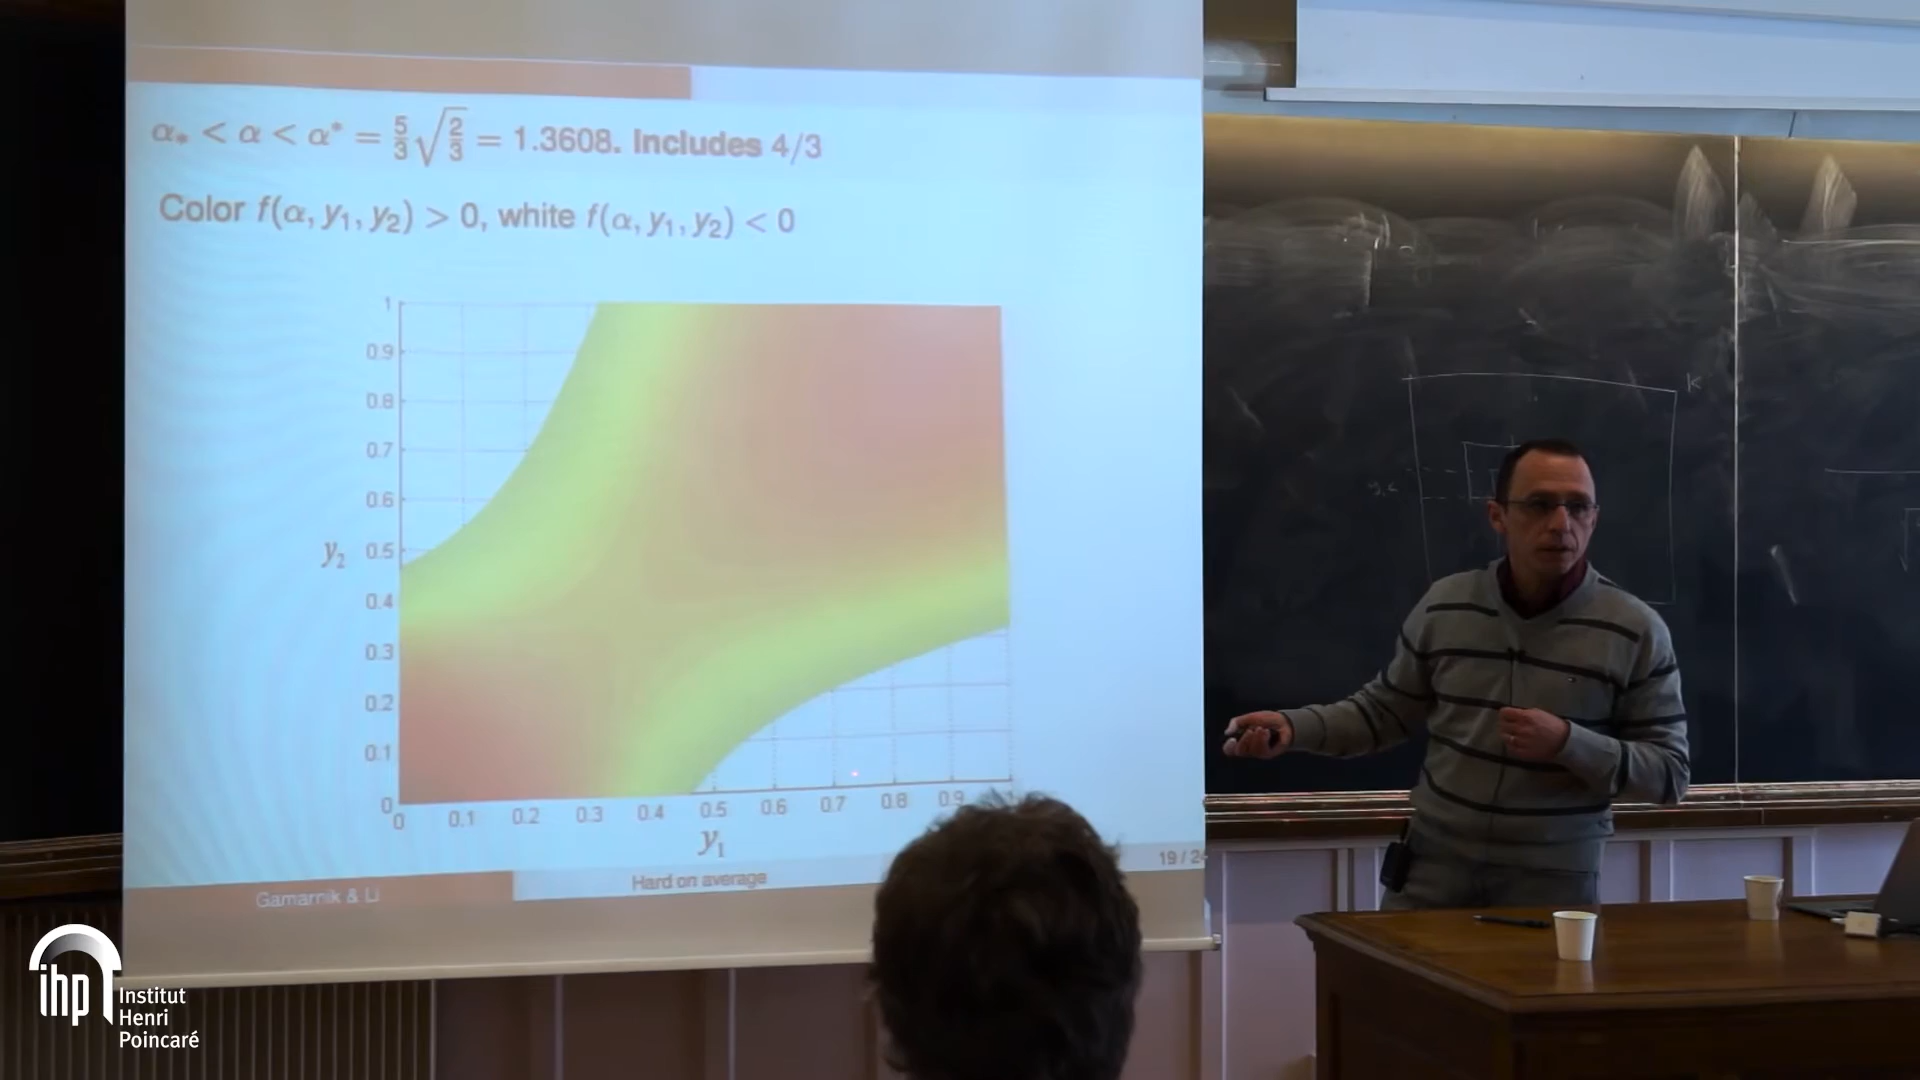 α* < α < α* = 5/3 √2/3 = 1.3608. Includes 4/3
Color f(α, y1, y2) > 0, white f(α, y1, y2) < 0
1
0.9
0.8
0.7
0.6
y2 0.5
0.4
0.3
0.2
0.1
0
0 0.1 0.2 0.3 0.4 0.5 0.6 0.7 0.8 0.9
y1
19 / 24
Gamarnik & Li Hard on average
K
ihp Institut
Henri
Poincaré